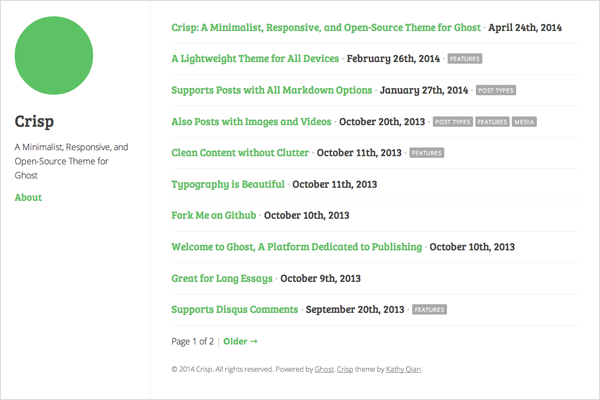 Crisp
A Minimalist, Responsive, and
Open-Source Theme for
Ghost
About
Crisp: A Minimalist, Responsive, and Open-Source Theme for Ghost · April 24th, 2014
A Lightweight Theme for All Devices · February 26th, 2014 · FEATURES
Supports Posts with All Markdown Options · January 27th, 2014 · POST TYPES
Also Posts with Images and Videos · October 20th, 2013 · POST TYPES FEATURES MEDIA
Clean Content without Clutter · October 11th, 2013 · FEATURES
Typography is Beautiful · October 11th, 2013
Fork Me on Github · October 10th, 2013
Welcome to Ghost, A Platform Dedicated to Publishing · October 10th, 2013
Great for Long Essays · October 9th, 2013
Supports Disqus Comments · September 20th, 2013 · FEATURES
Page 1 of 2 | Older →
© 2014 Crisp. All rights reserved. Powered by Ghost. Crisp theme by Kathy Qian.